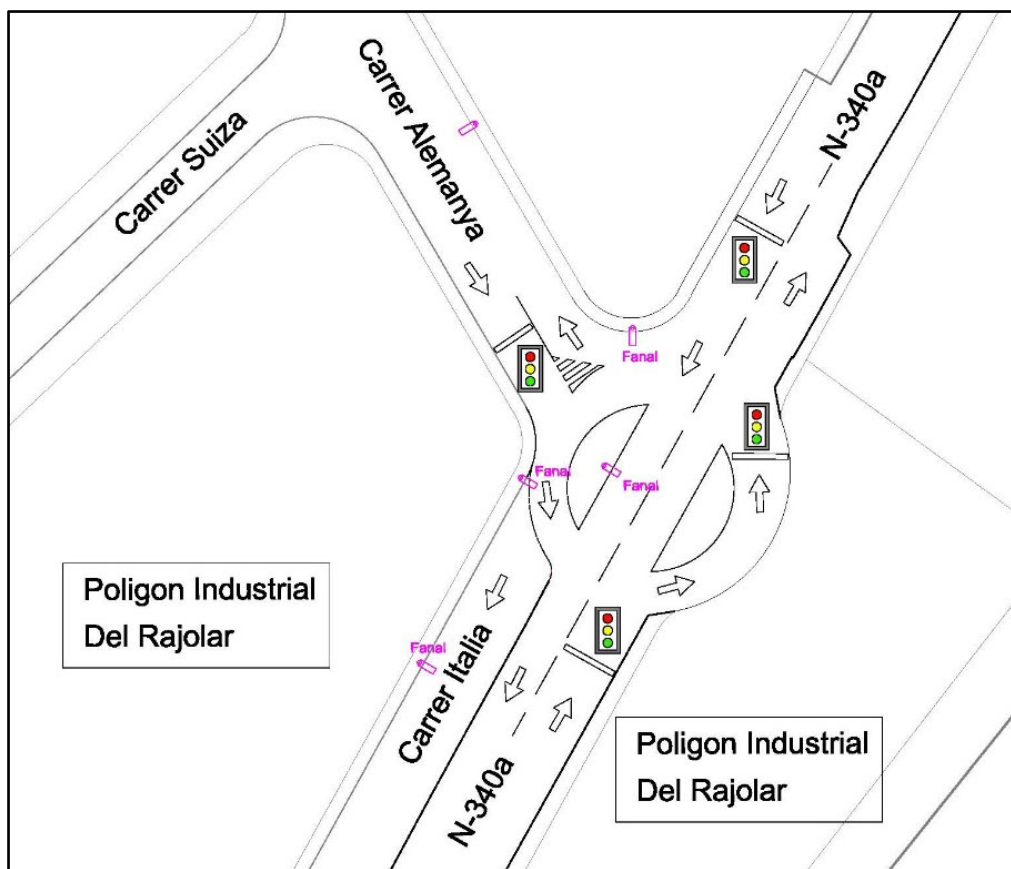 Carrer Suiza
Carrer Alemanya
N-340a
Fanal
Fanal
Fanal
Poligon Industrial
Del Rajolar
Fanal
Carrer Italia
N-340a
Poligon Industrial
Del Rajolar